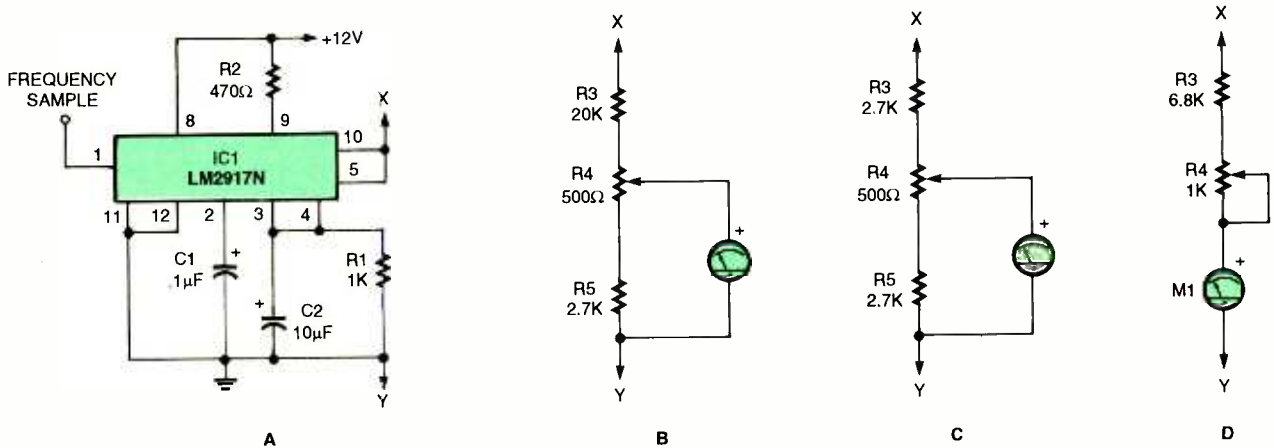 +12V
R2
470Ω
FREQUENCY
SAMPLE
X
8
9
10
1
IC1
LM2917N
5
11
12
2
3
4
C1
.1µF
+
+
C2
10µF
R1
1K
Y
A
X
R3
20K
R4
500Ω
+
R5
2.7K
Y
B
X
R3
2.7K
R4
500Ω
+
R5
2.7K
Y
C
X
R3
6.8K
R4
1K
+
M1
Y
D